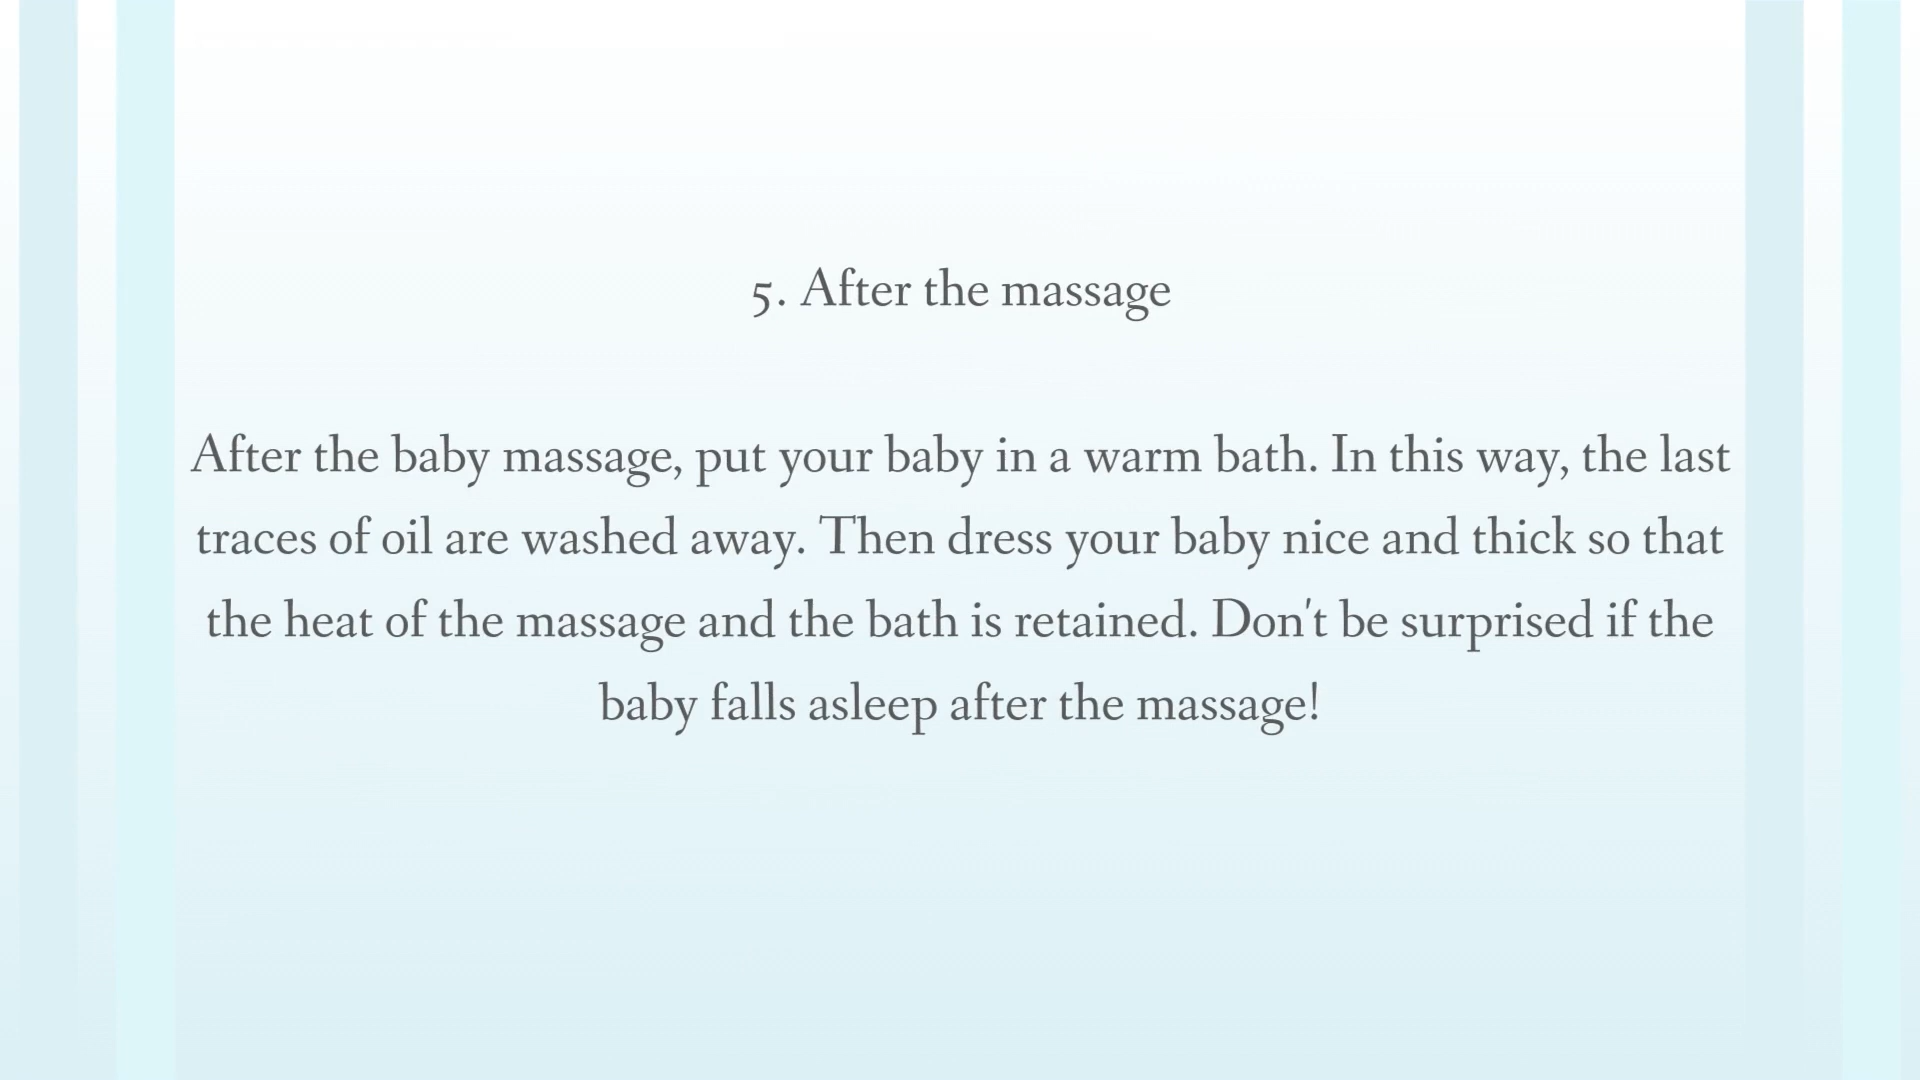 5. After the massage
After the baby massage, put your baby in a warm bath. In this way, the last
traces of oil are washed away. Then dress your baby nice and thick so that
the heat of the massage and the bath is retained. Don't be surprised if the
baby falls asleep after the massage!